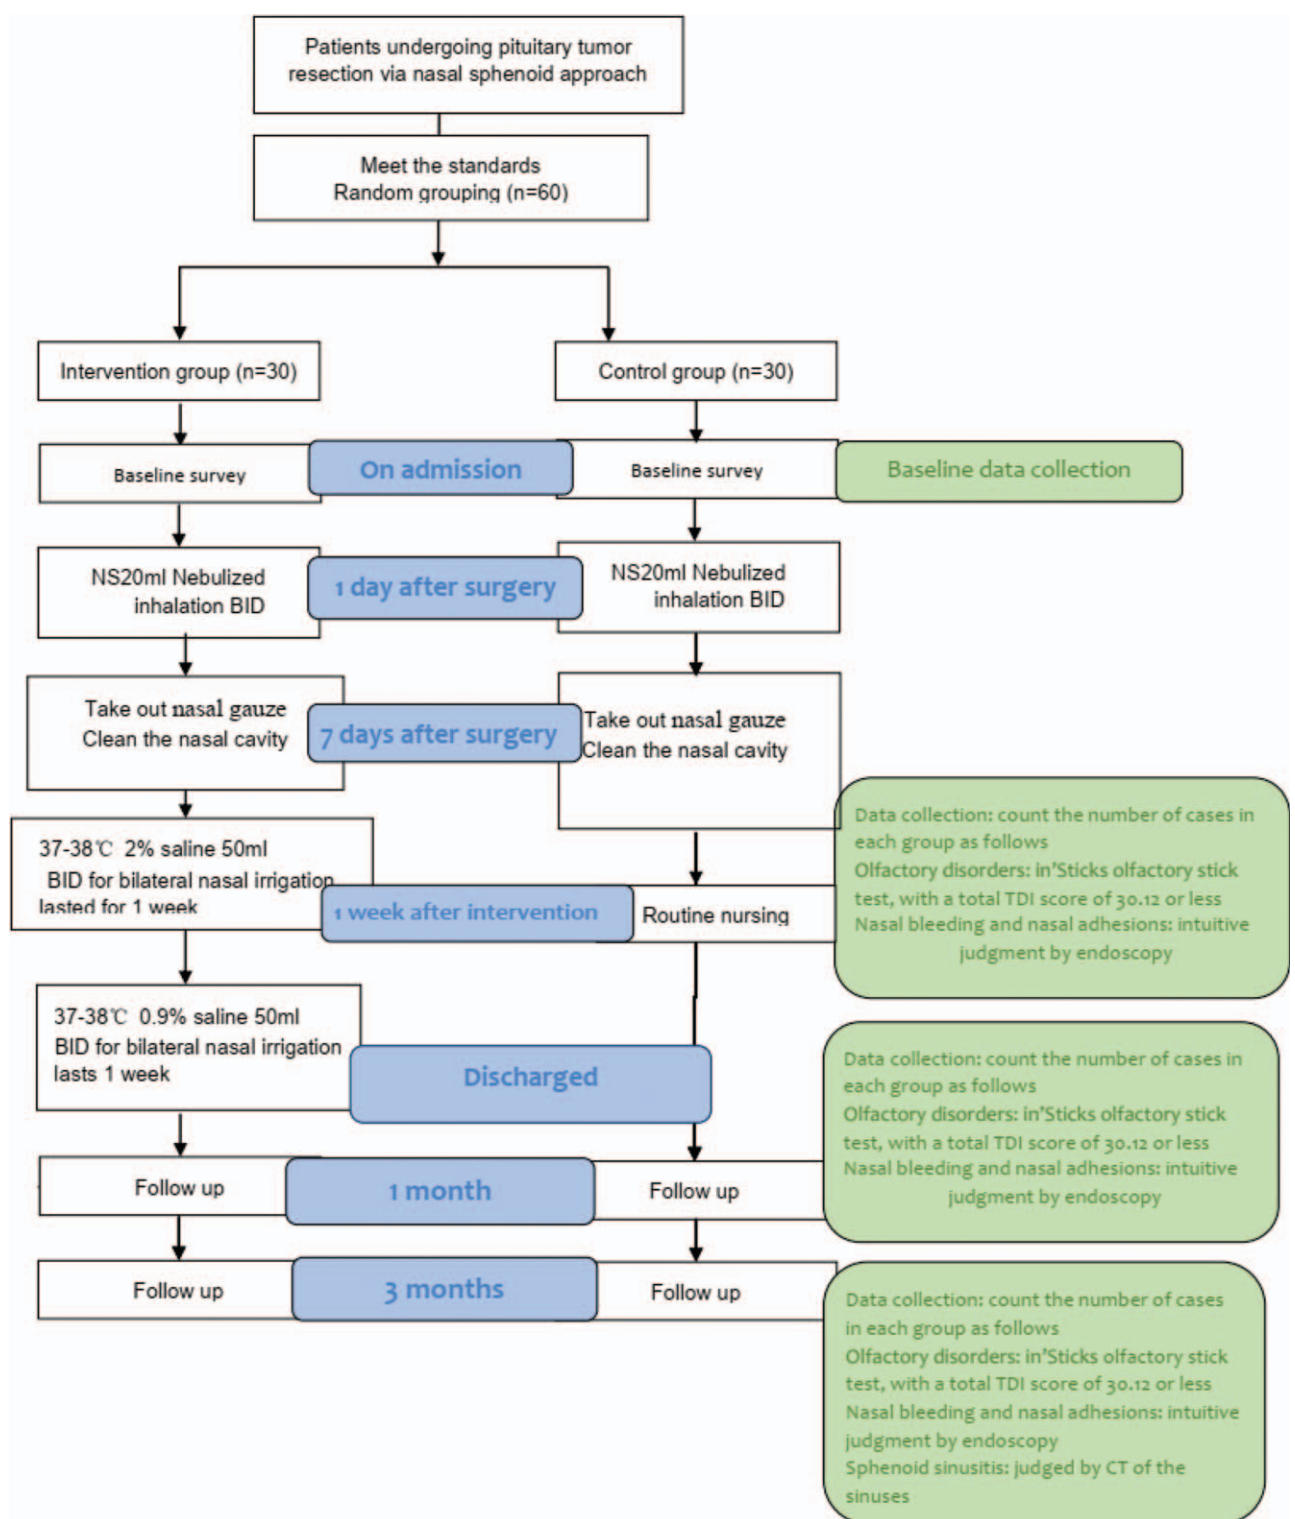 Patients undergoing pituitary tumor
resection via nasal sphenoid approach
Meet the standards
Random grouping (n=60)
Intervention group (n=30)
Control group (n=30)
Baseline survey
On admission
Baseline survey
Baseline data collection
NS20ml Nebulized
inhalation BID
1 day after surgery
NS20ml Nebulized
inhalation BID
Take out nasal gauze
Clean the nasal cavity
7 days after surgery
Take out nasal gauze
Clean the nasal cavity
37-38℃ 2% saline 50ml
BID for bilateral nasal irrigation
lasted for 1 week
1 week after intervention
Routine nursing
Data collection: count the number of cases in
each group as follows
Olfactory disorders: in'Sticks olfactory stick
test, with a total TDI score of 30.12 or less
Nasal bleeding and nasal adhesions: intuitive
judgment by endoscopy
37-38℃ 0.9% saline 50ml
BID for bilateral nasal irrigation
lasts 1 week
Discharged
Data collection: count the number of cases in
each group as follows
Olfactory disorders: in'Sticks olfactory stick
test, with a total TDI score of 30.12 or less
Nasal bleeding and nasal adhesions: intuitive
judgment by endoscopy
Follow up
1 month
Follow up
Follow up
3 months
Follow up
Data collection: count the number of cases
in each group as follows
Olfactory disorders: in'Sticks olfactory stick
test, with a total TDI score of 30.12 or less
Nasal bleeding and nasal adhesions: intuitive
judgment by endoscopy
Sphenoid sinusitis: judged by CT of the
sinuses